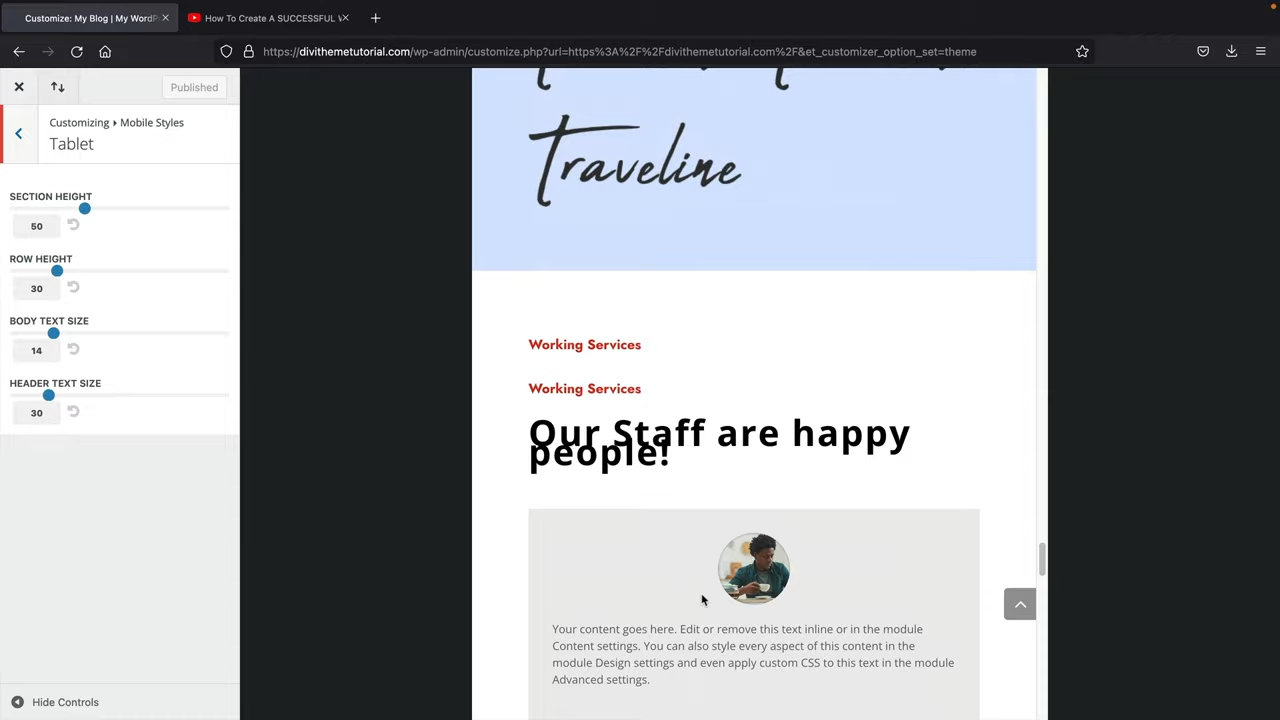 Customize: My Blog | My WordP
How To Create A SUCCESSFUL W
https://divithemetutorial.com/wp-admin/customize.php?url=https%3A%2F%2Fdivithemetutorial.com%2F&et_customizer_option_set=theme
Published
Customizing ▸ Mobile Styles
Tablet
SECTION HEIGHT
50
ROW HEIGHT
30
BODY TEXT SIZE
14
HEADER TEXT SIZE
30
Hide Controls
Traveline
Working Services
Working Services
Our Staff are happy
people!
Your content goes here. Edit or remove this text inline or in the module
Content settings. You can also style every aspect of this content in the
module Design settings and even apply custom CSS to this text in the module
Advanced settings.